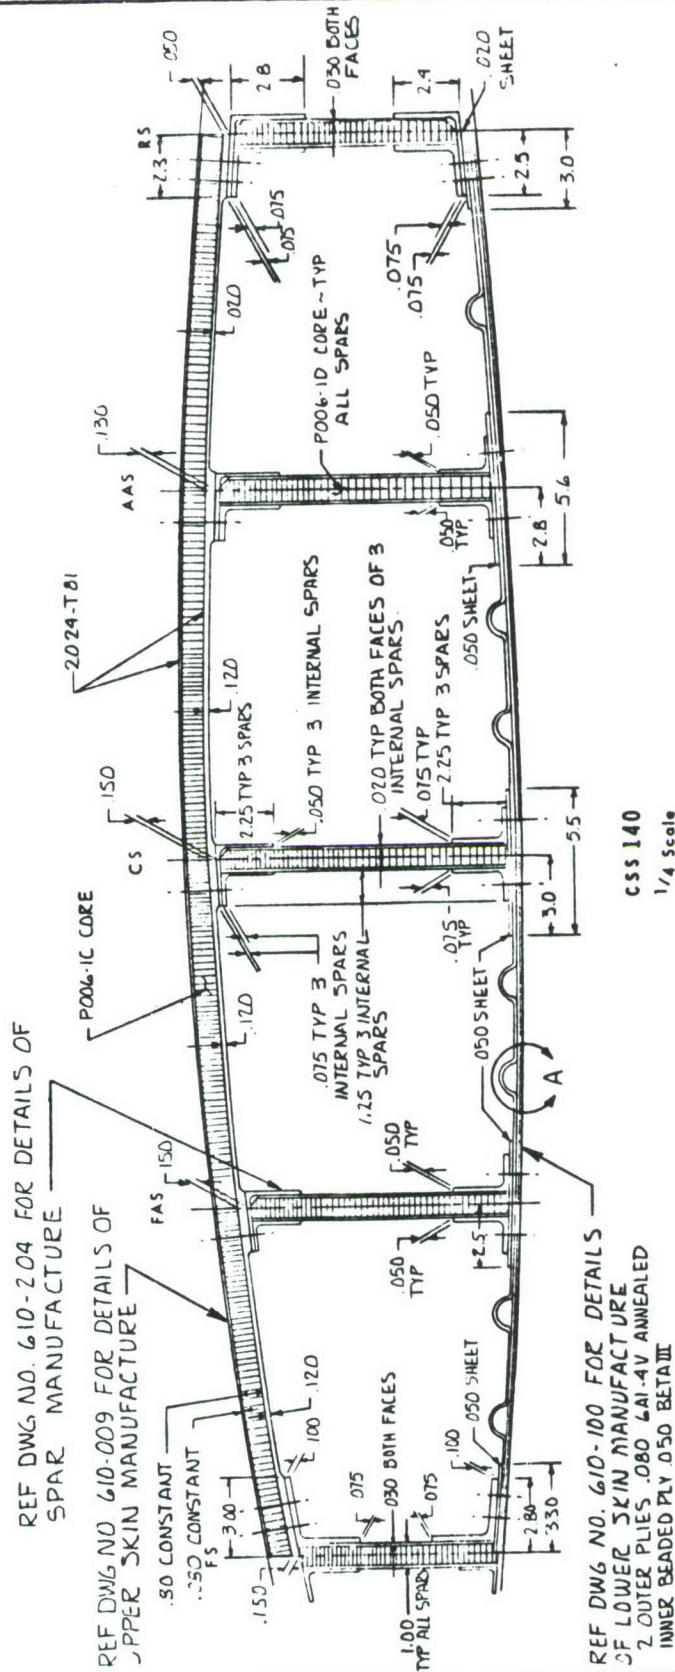 REF DWG NO. 610-204 FOR DETAILS OF
SPAR MANUFACTURE
REF DWG NO 610-009 FOR DETAILS OF
UPPER SKIN MANUFACTURE
.80 CONSTANT
CONSTANT
FS
3.00
.150
.100
.120
FAS
.150
P006-1C CORE
.120
CS
.150
2024-T81
.120
AAS
.130
.020
2.3
RS
.050
2.8
.030 BOTH
FACES
2.4
.020
SHEET
.075
.075
.075
.075
2.5
3.0
P006-1D CORE~TYP
ALL SPARS
.050 TYP
.050
TYP
2.8
5.6
.050 SHEET
2.25 TYP 3 SPARS
.050 TYP 3 INTERNAL SPARS
.020 TYP BOTH FACES OF 3
INTERNAL SPARS
.075 TYP
2.25 TYP 3 SPARS
.075 TYP 3
INTERNAL SPARS
1.25 TYP 3 INTERNAL
SPARS
.075
TYP
3.0
5.5
.050 SHEET
A
.050
TYP
.050
TYP
2.5
.075
.030 BOTH FACES
.075
.100
.050 SHEET
1.00
TYP ALL SPARS
2.80
3.30
REF DWG NO. 610-100 FOR DETAILS
OF LOWER SKIN MANUFACTURE
2 OUTER PLIES .080 6Al-4V ANNEALED
INNER BEADED PLY .050 BETA III
CSS 140
1/4 Scale